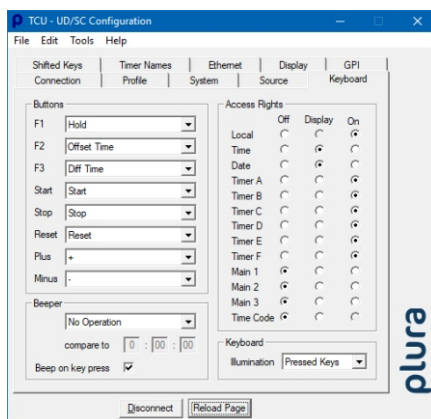 TCU - UD/SC Configuration
File Edit Tools Help
Shifted Keys Timer Names Ethernet Display GPI
Connection Profile System Source Keyboard
Buttons
F1 Hold
F2 Offset Time
F3 Diff Time
Start Start
Stop Stop
Reset Reset
Plus +
Minus -
Beeper
No Operation
compare to 0 : 00 : 00
Beep on key press
Access Rights
Off Display On
Local
Time
Date
Timer A
Timer B
Timer C
Timer D
Timer E
Timer F
Main 1
Main 2
Main 3
Time Code
Keyboard
Illumination Pressed Keys
plura
Disconnect Reload Page